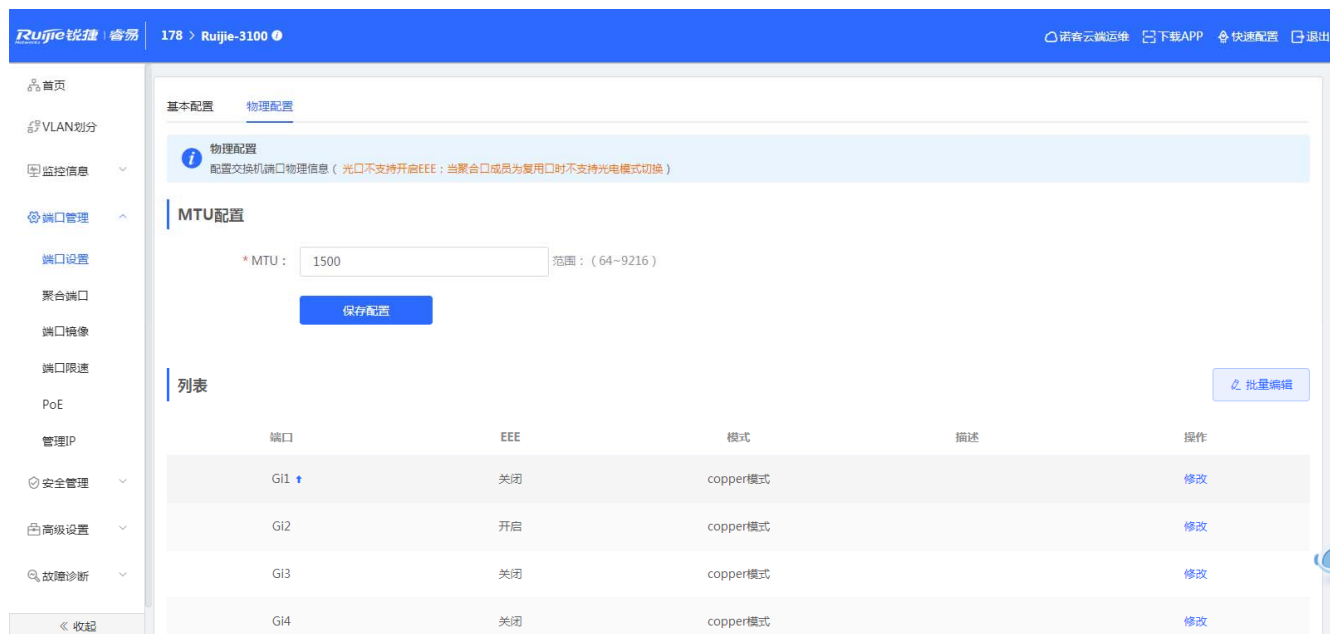 Ruijie锐捷 | 睿易 178 > Ruijie-3100 诺客云端运维 下载APP 快速配置 退出
Networks
首页
VLAN划分
监控信息
端口管理
端口设置
聚合端口
端口镜像
端口限速
PoE
管理IP
安全管理
高级设置
故障诊断
《 收起
基本配置 物理配置
物理配置
配置交换机端口物理信息 ( 光口不支持开启EEE；当聚合口成员为复用口时不支持光电模式切换 )
MTU配置
* MTU： 1500 范围：( 64~9216 )
保存配置
列表 批量编辑
端口 EEE 模式 描述 操作
Gi1 关闭 copper模式 修改
Gi2 开启 copper模式 修改
Gi3 关闭 copper模式 修改
Gi4 关闭 copper模式 修改